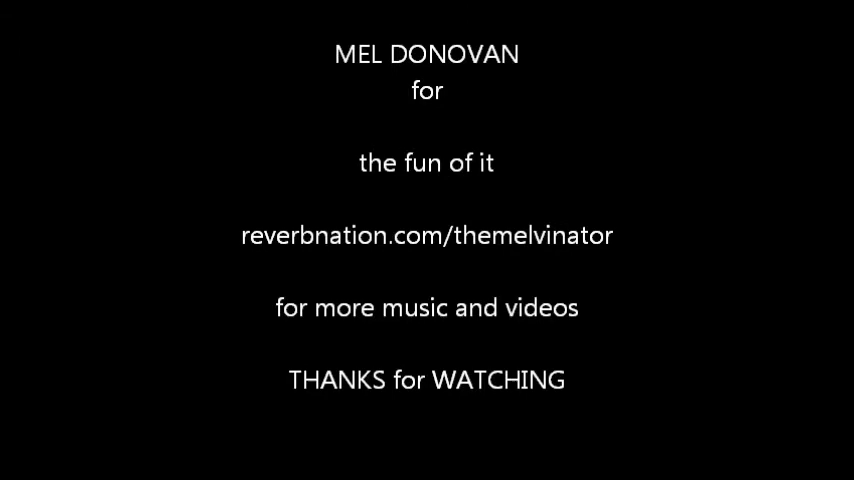 MEL DONOVAN
for
the fun of it
reverbnation.com/themelvinator
for more music and videos
THANKS for WATCHING